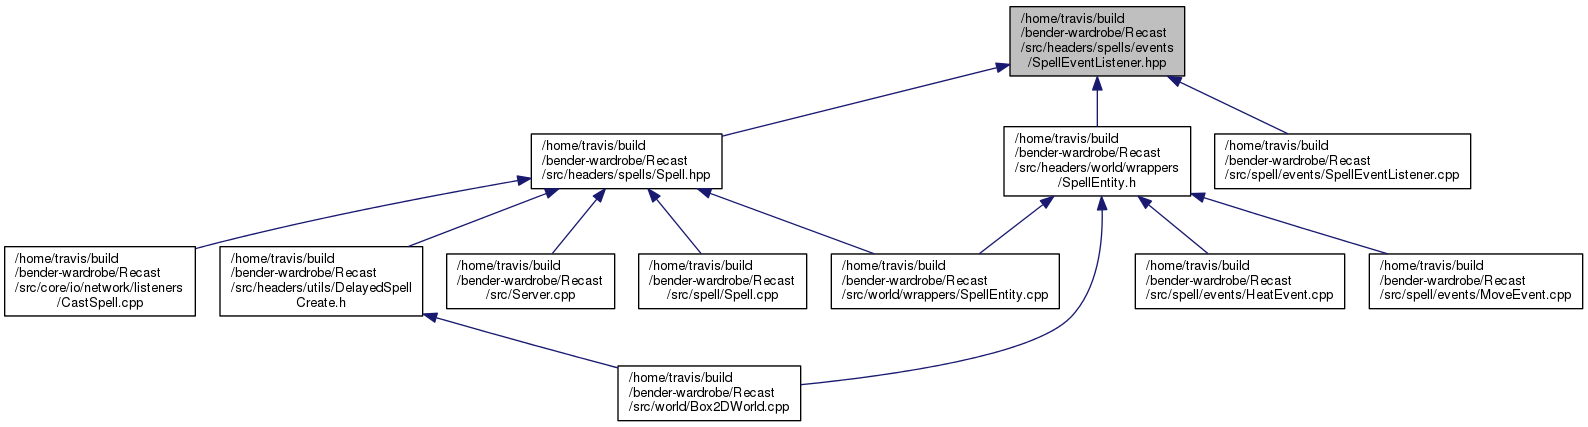 /home/travis/build
/bender-wardrobe/Recast
/src/headers/spells/events
/SpellEventListener.hpp
/home/travis/build
/bender-wardrobe/Recast
/src/headers/spells/Spell.hpp
/home/travis/build
/bender-wardrobe/Recast
/src/headers/world/wrappers
/SpellEntity.h
/home/travis/build
/bender-wardrobe/Recast
/src/spell/events/SpellEventListener.cpp
/home/travis/build
/bender-wardrobe/Recast
/src/core/io/network/listeners
/CastSpell.cpp
/home/travis/build
/bender-wardrobe/Recast
/src/headers/utils/DelayedSpell
Create.h
/home/travis/build
/bender-wardrobe/Recast
/src/Server.cpp
/home/travis/build
/bender-wardrobe/Recast
/src/spell/Spell.cpp
/home/travis/build
/bender-wardrobe/Recast
/src/world/wrappers/SpellEntity.cpp
/home/travis/build
/bender-wardrobe/Recast
/src/spell/events/HeatEvent.cpp
/home/travis/build
/bender-wardrobe/Recast
/src/spell/events/MoveEvent.cpp
/home/travis/build
/bender-wardrobe/Recast
/src/world/Box2DWorld.cpp